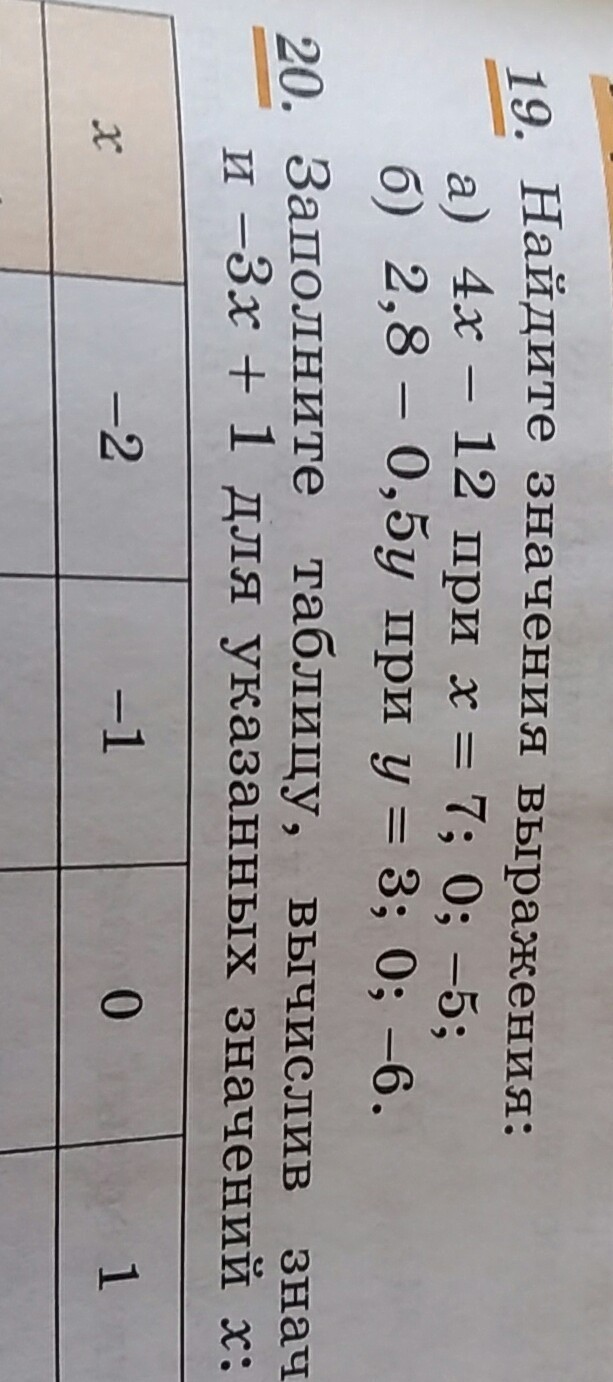 19. Найдите значения выражения:
а) 4x − 12 при x = 7; 0; −5;
б) 2,8 − 0,5y при y = 3; 0; −6.
20. Заполните таблицу, вычислив знач
и −3x + 1 для указанных значений x:
x −2 −1 0 1